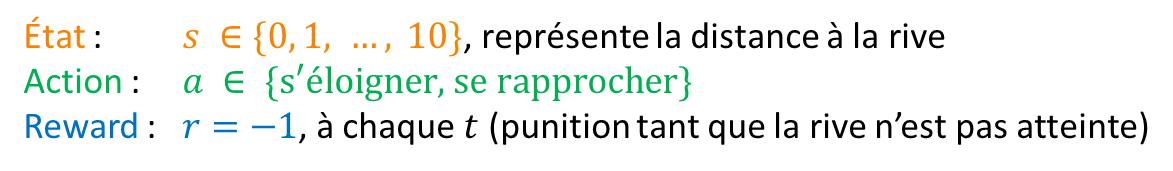 État : s ∈ {0, 1, …, 10}, représente la distance à la rive
Action : a ∈ {s′éloigner, se rapprocher}
Reward : r = −1, à chaque t (punition tant que la rive n'est pas atteinte)